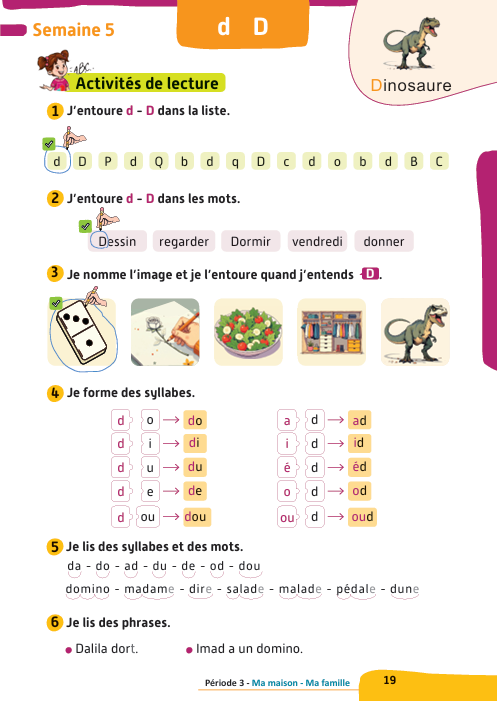 Semaine 5
d D
Dinosaure
ABC
Activités de lecture
1 J'entoure d - D dans la liste.
d D P d Q b d q D c d o b d B C
2 J'entoure d - D dans les mots.
Dessin regarder Dormir vendredi donner
3 Je nomme l'image et je l'entoure quand j'entends D.
4 Je forme des syllabes.
d o → do a d → ad
d i → di i d → id
d u → du é d → éd
d e → de o d → od
d ou → dou ou d → oud
5 Je lis des syllabes et des mots.
da - do - ad - du - de - od - dou
domino - madame - dire - salade - malade - pédale - dune
6 Je lis des phrases.
• Dalila dort. • Imad a un domino.
Période 3 - Ma maison - Ma famille 19